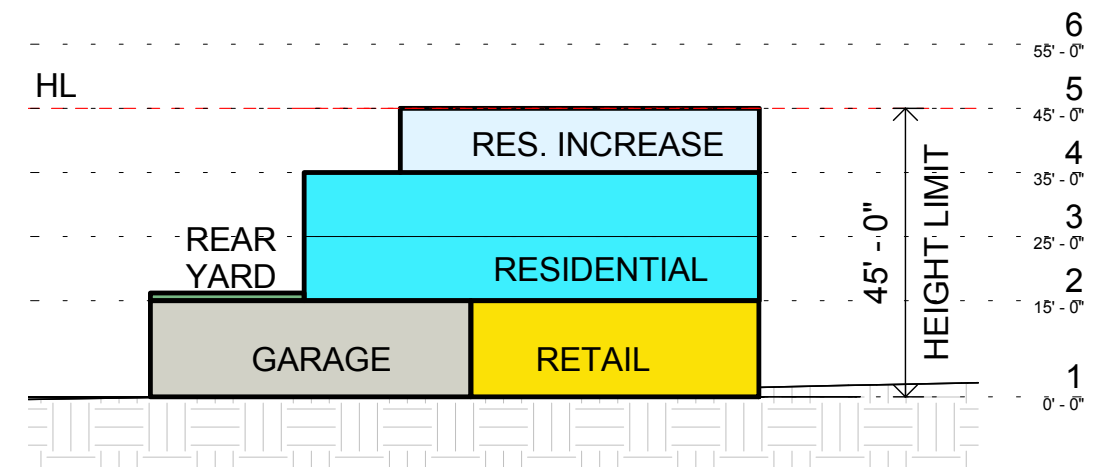 6
55' - 0"
HL
5
45' - 0"
RES. INCREASE
4
35' - 0"
3
25' - 0"
REAR
YARD
RESIDENTIAL
2
15' - 0"
45' - 0"
HEIGHT LIMIT
GARAGE
RETAIL
1
0' - 0"